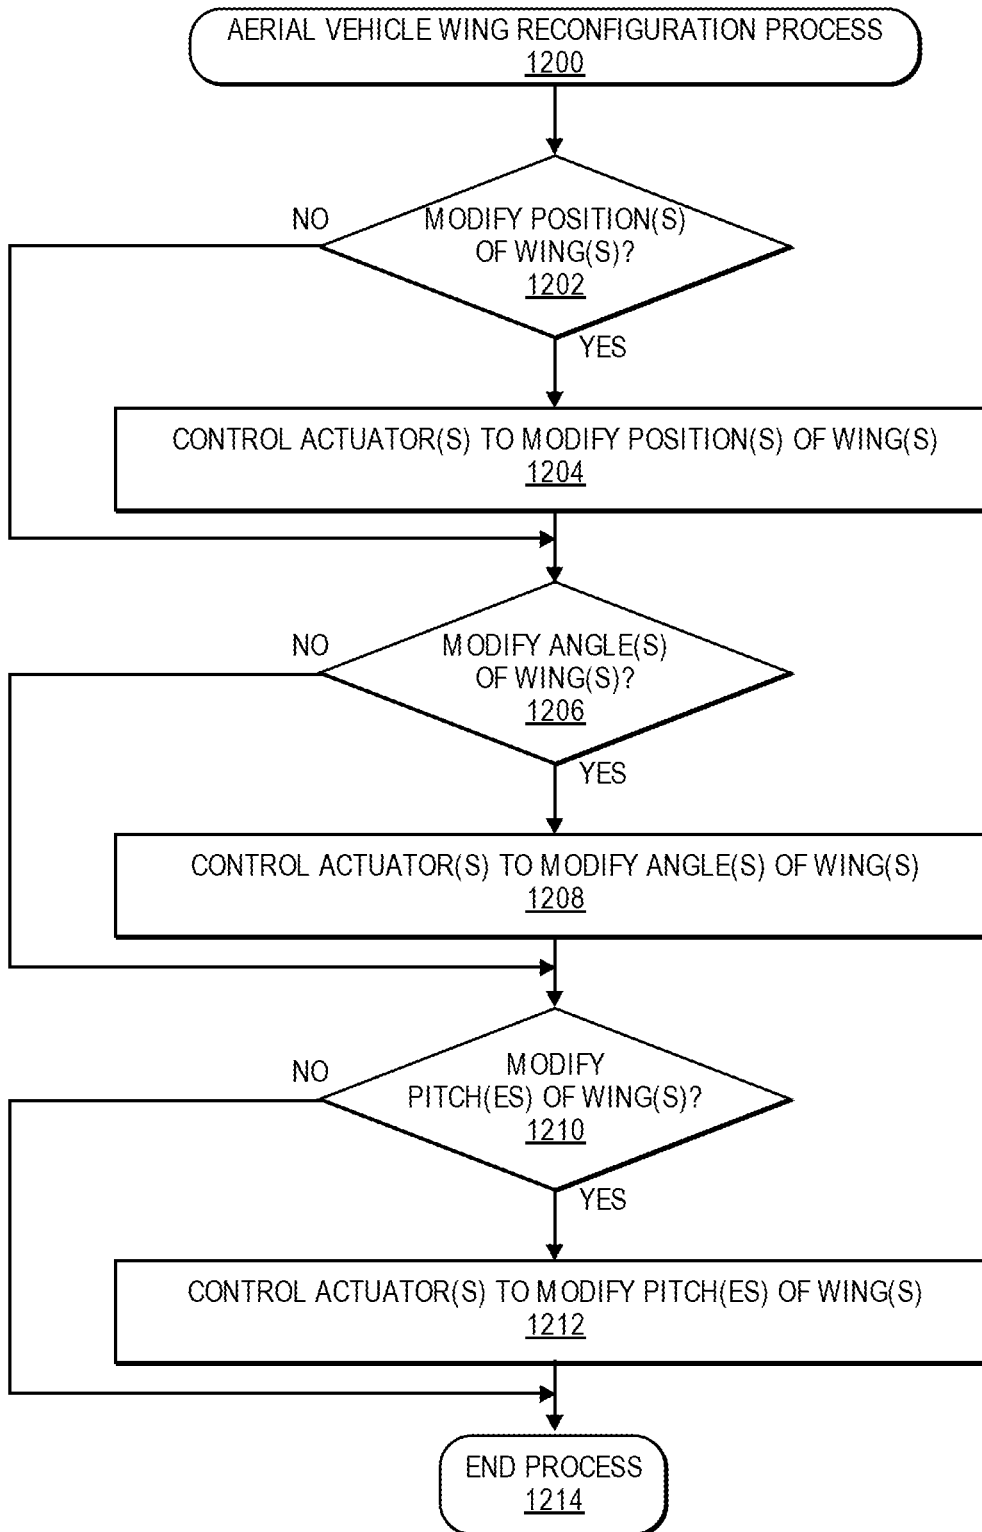 AERIAL VEHICLE WING RECONFIGURATION PROCESS
1200
NO
MODIFY POSITION(S)
OF WING(S)?
1202
YES
CONTROL ACTUATOR(S) TO MODIFY POSITION(S) OF WING(S)
1204
NO
MODIFY ANGLE(S)
OF WING(S)?
1206
YES
CONTROL ACTUATOR(S) TO MODIFY ANGLE(S) OF WING(S)
1208
NO
MODIFY
PITCH(ES) OF WING(S)?
1210
YES
CONTROL ACTUATOR(S) TO MODIFY PITCH(ES) OF WING(S)
1212
END PROCESS
1214